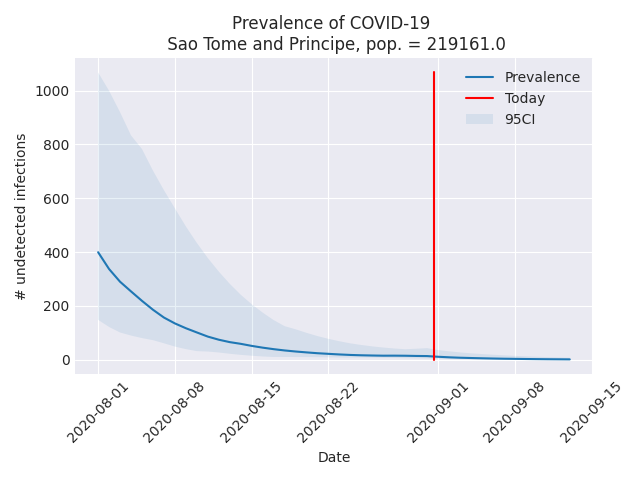 Prevalence of COVID-19
Sao Tome and Principe, pop. = 219161.0
Prevalence
Today
95CI
# undetected infections
1000
800
600
400
200
0
2020-08-01
2020-08-08
2020-08-15
2020-08-22
2020-09-01
2020-09-08
2020-09-15
Date